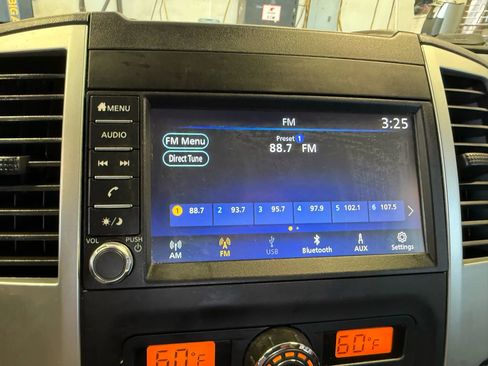 MENU
AUDIO
VOL
PUSH
FM
3:25
FM Menu
Direct Tune
Preset 1
88.7 FM
1 88.7 2 93.7 3 95.7 4 97.9 5 102.1 6 107.5
AM FM USB Bluetooth AUX Settings
60°F 60°F